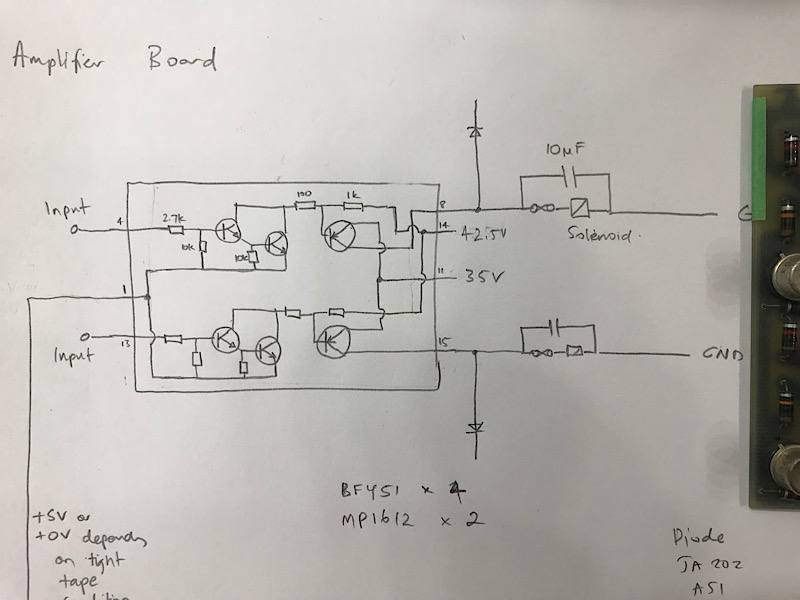 Amplifier Board
Input
4
2.7k
10k
10k
100
1k
8
14
42.5V
11
35V
10µF
Solenoid.
G
1
Input
13
15
GND
+5V or
+0V depends
on tight
tape
BFY51 x 4
MP1612 x 2
Diode
JA 202
A51